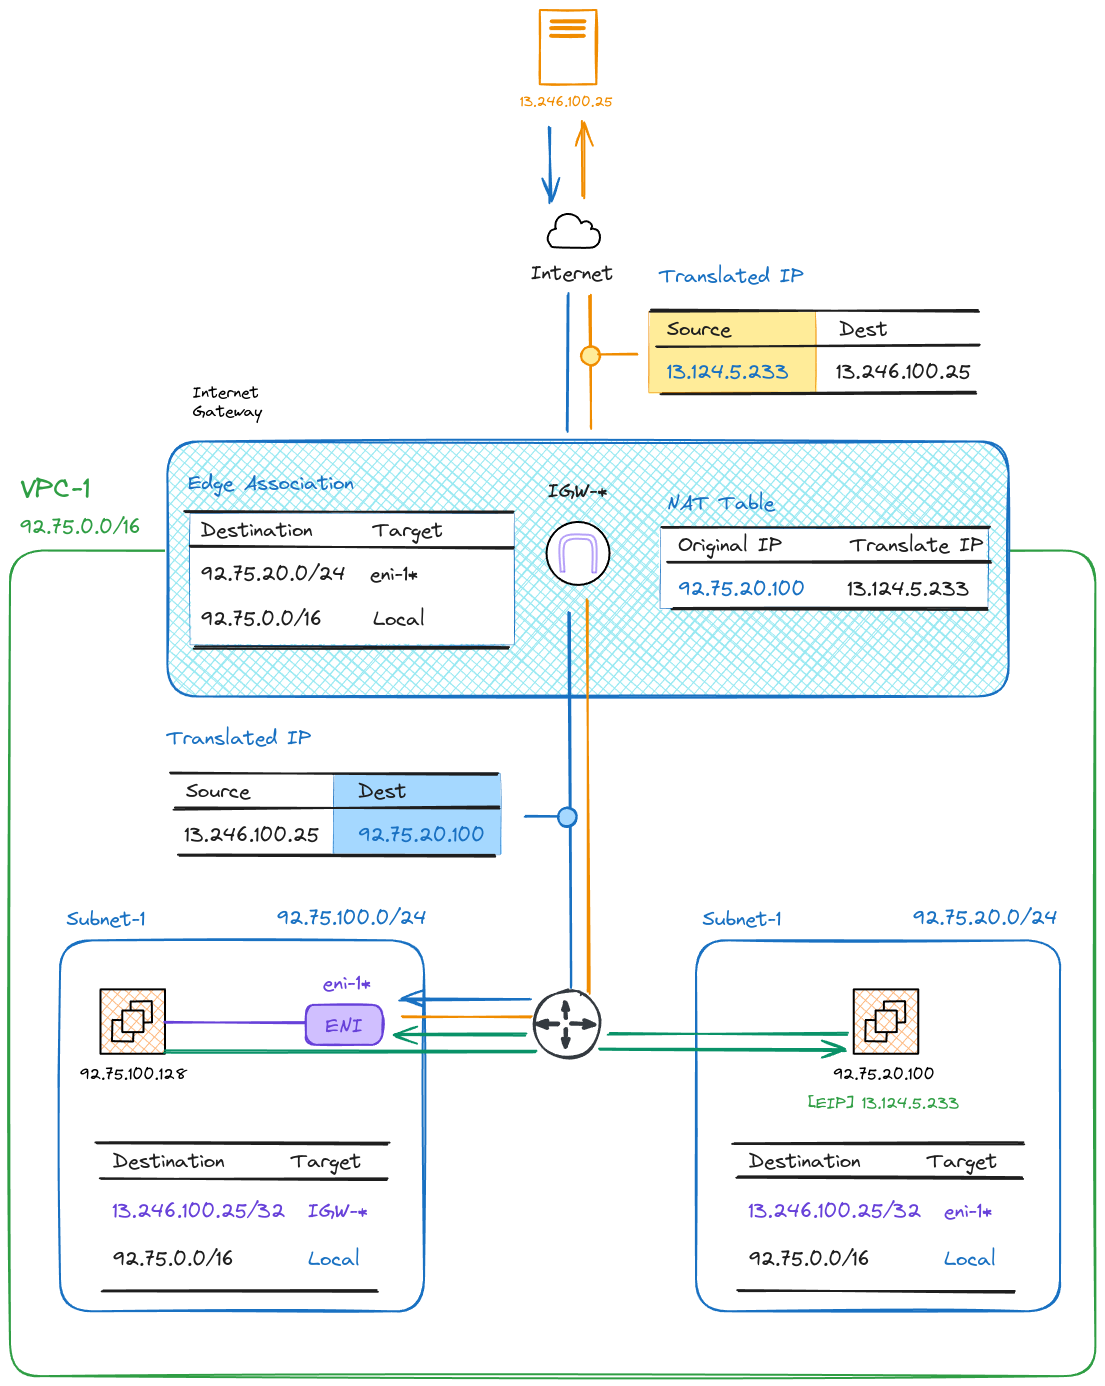 13.246.100.25
Internet
Translated IP
Source Dest
13.124.5.233 13.246.100.25
Internet
Gateway
VPC-1
92.75.0.0/16
Edge Association
Destination Target
92.75.20.0/24 eni-1*
92.75.0.0/16 Local
IGW-*
NAT Table
Original IP Translate IP
92.75.20.100 13.124.5.233
Translated IP
Source Dest
13.246.100.25 92.75.20.100
Subnet-1 92.75.100.0/24
eni-1*
ENI
92.75.100.128
Destination Target
13.246.100.25/32 IGW-*
92.75.0.0/16 Local
Subnet-1 92.75.20.0/24
92.75.20.100
[EIP] 13.124.5.233
Destination Target
13.246.100.25/32 eni-1*
92.75.0.0/16 Local